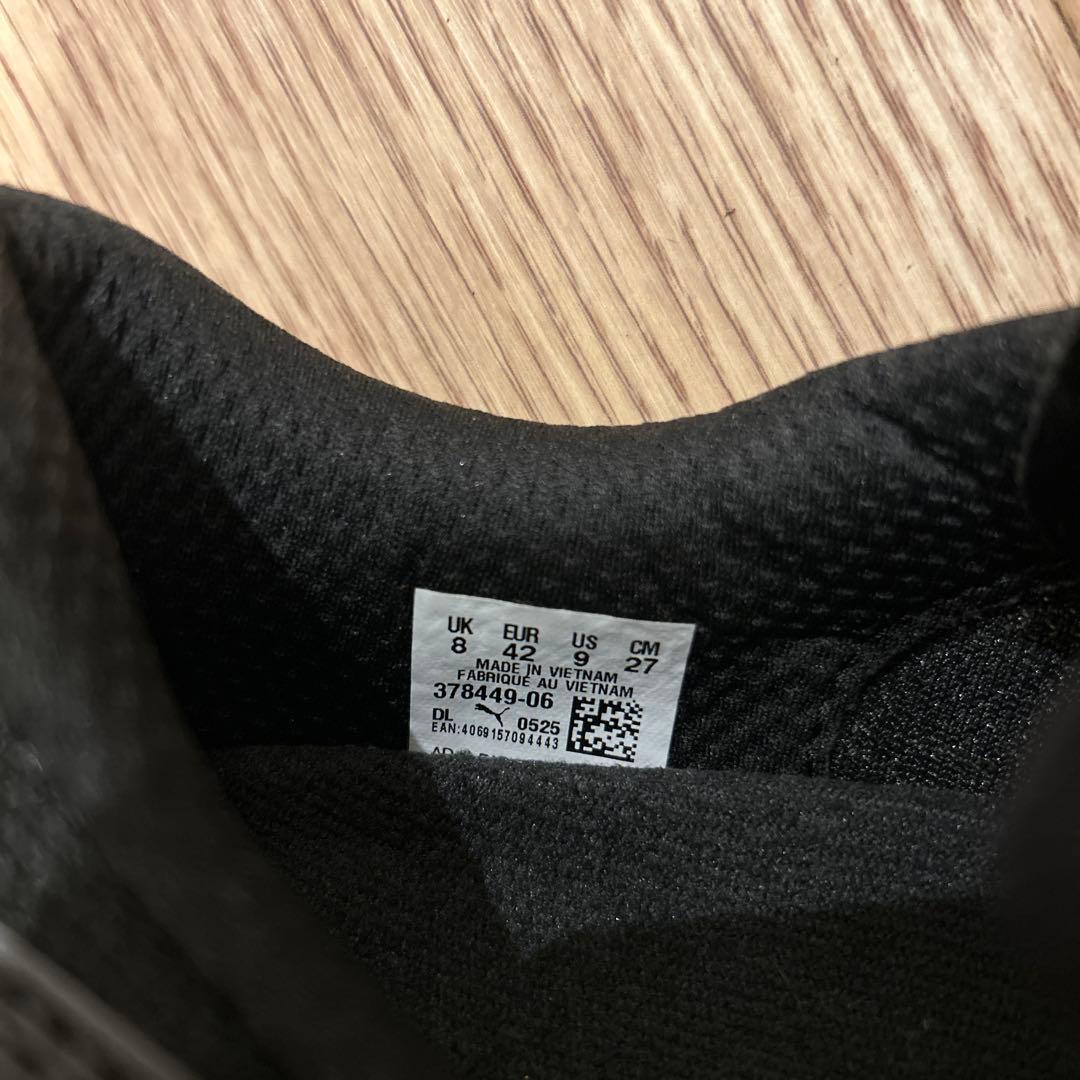 UK EUR US CM
8 42 9 27
MADE IN VIETNAM
FABRIQUÉ AU VIETNAM
378449-06
DL 0525
EAN:4069157094443